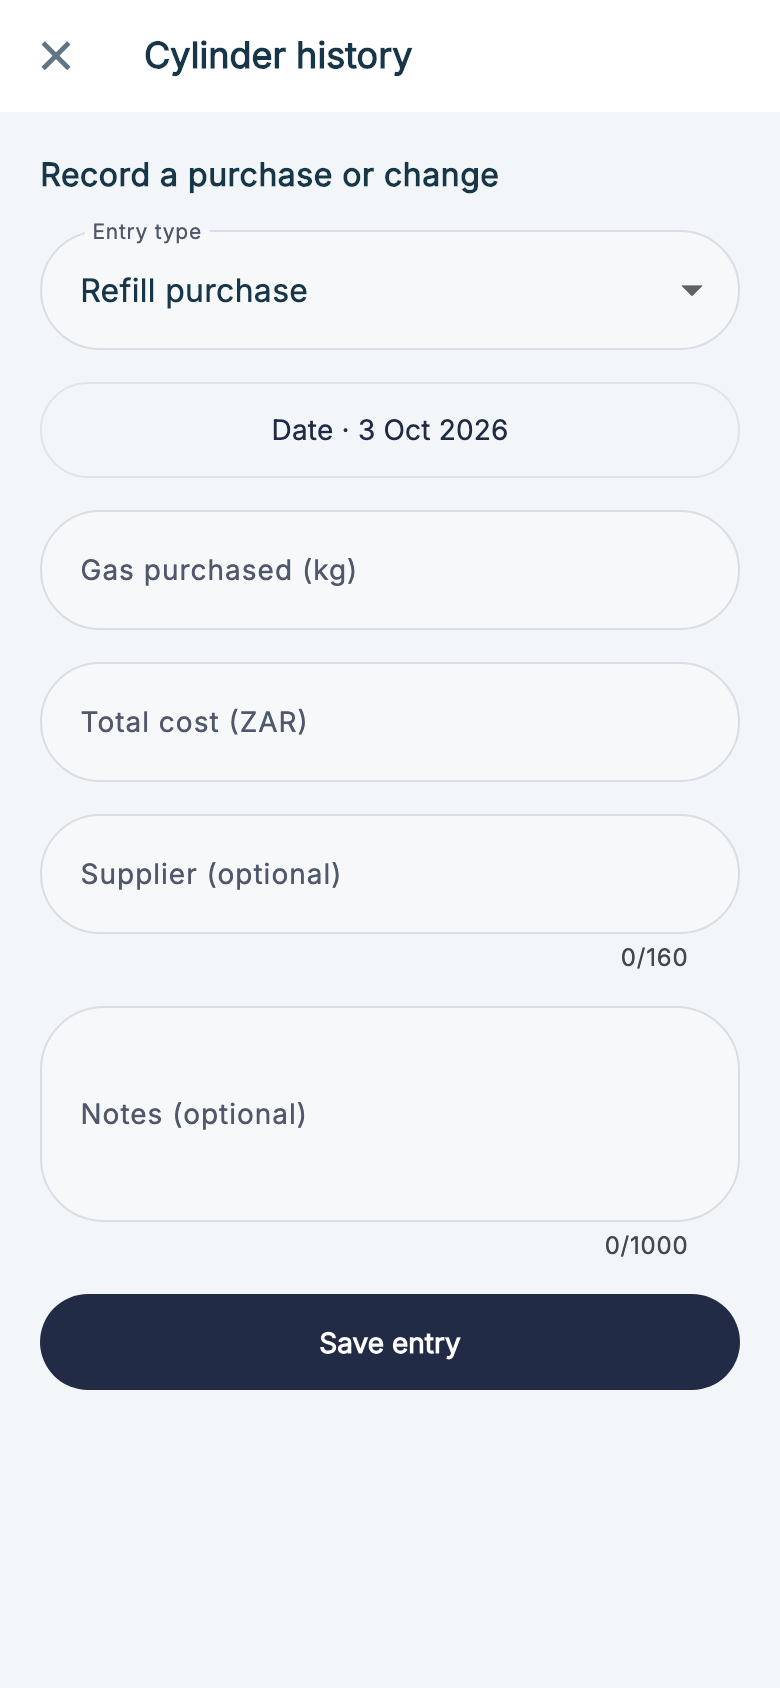 Cylinder history
Record a purchase or change
Entry type
Refill purchase
Date · 3 Oct 2026
Gas purchased (kg)
Total cost (ZAR)
Supplier (optional)
0/160
Notes (optional)
0/1000
Save entry